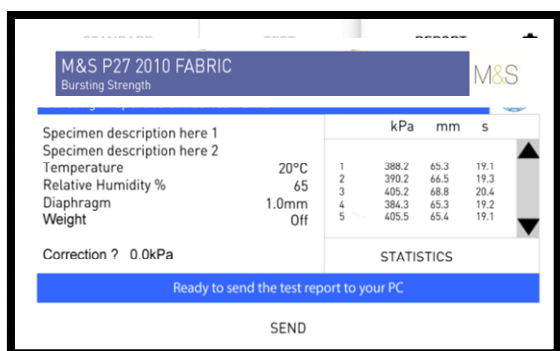 STANDARD TEST REPORT
M&S P27 2010 FABRIC
Bursting Strength
M&S
kPa mm s
Specimen description here 1
Specimen description here 2
Temperature 20°C
Relative Humidity % 65
Diaphragm 1.0mm
Weight Off
1 388.2 65.3 19.1
2 390.2 66.5 19.3
3 405.2 68.8 20.4
4 384.3 65.3 19.2
5 405.5 65.4 19.1
Correction ? 0.0kPa
STATISTICS
Ready to send the test report to your PC
SEND